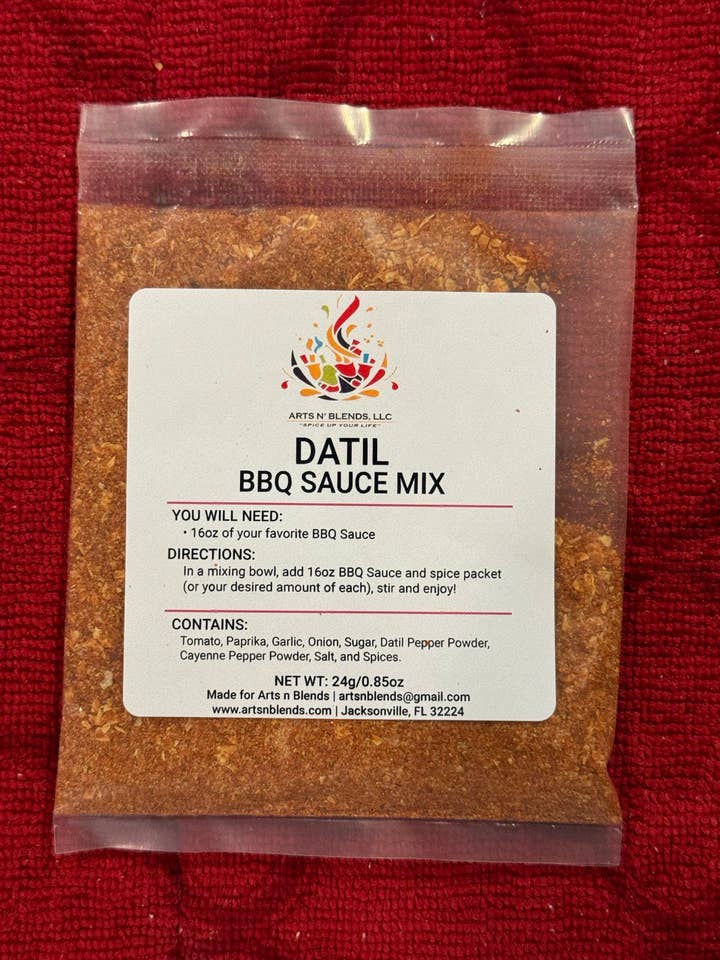 ARTS N' BLENDS, LLC
"SPICE UP YOUR LIFE"
DATIL
BBQ SAUCE MIX
YOU WILL NEED:
• 16oz of your favorite BBQ Sauce
DIRECTIONS:
In a mixing bowl, add 16oz BBQ Sauce and spice packet
(or your desired amount of each), stir and enjoy!
CONTAINS:
Tomato, Paprika, Garlic, Onion, Sugar, Datil Pepper Powder,
Cayenne Pepper Powder, Salt, and Spices.
NET WT: 24g/0.85oz
Made for Arts n Blends | artsnblends@gmail.com
www.artsnblends.com | Jacksonville, FL 32224